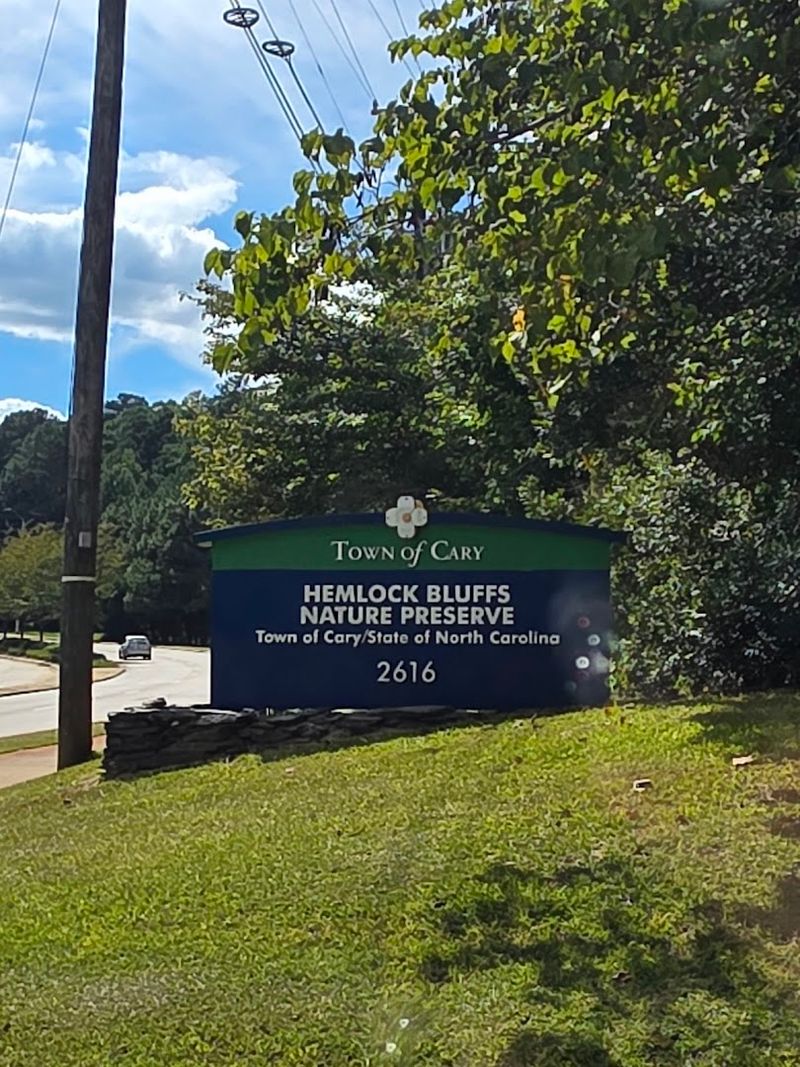 Town of Cary
HEMLOCK BLUFFS
NATURE PRESERVE
Town of Cary/State of North Carolina
2616